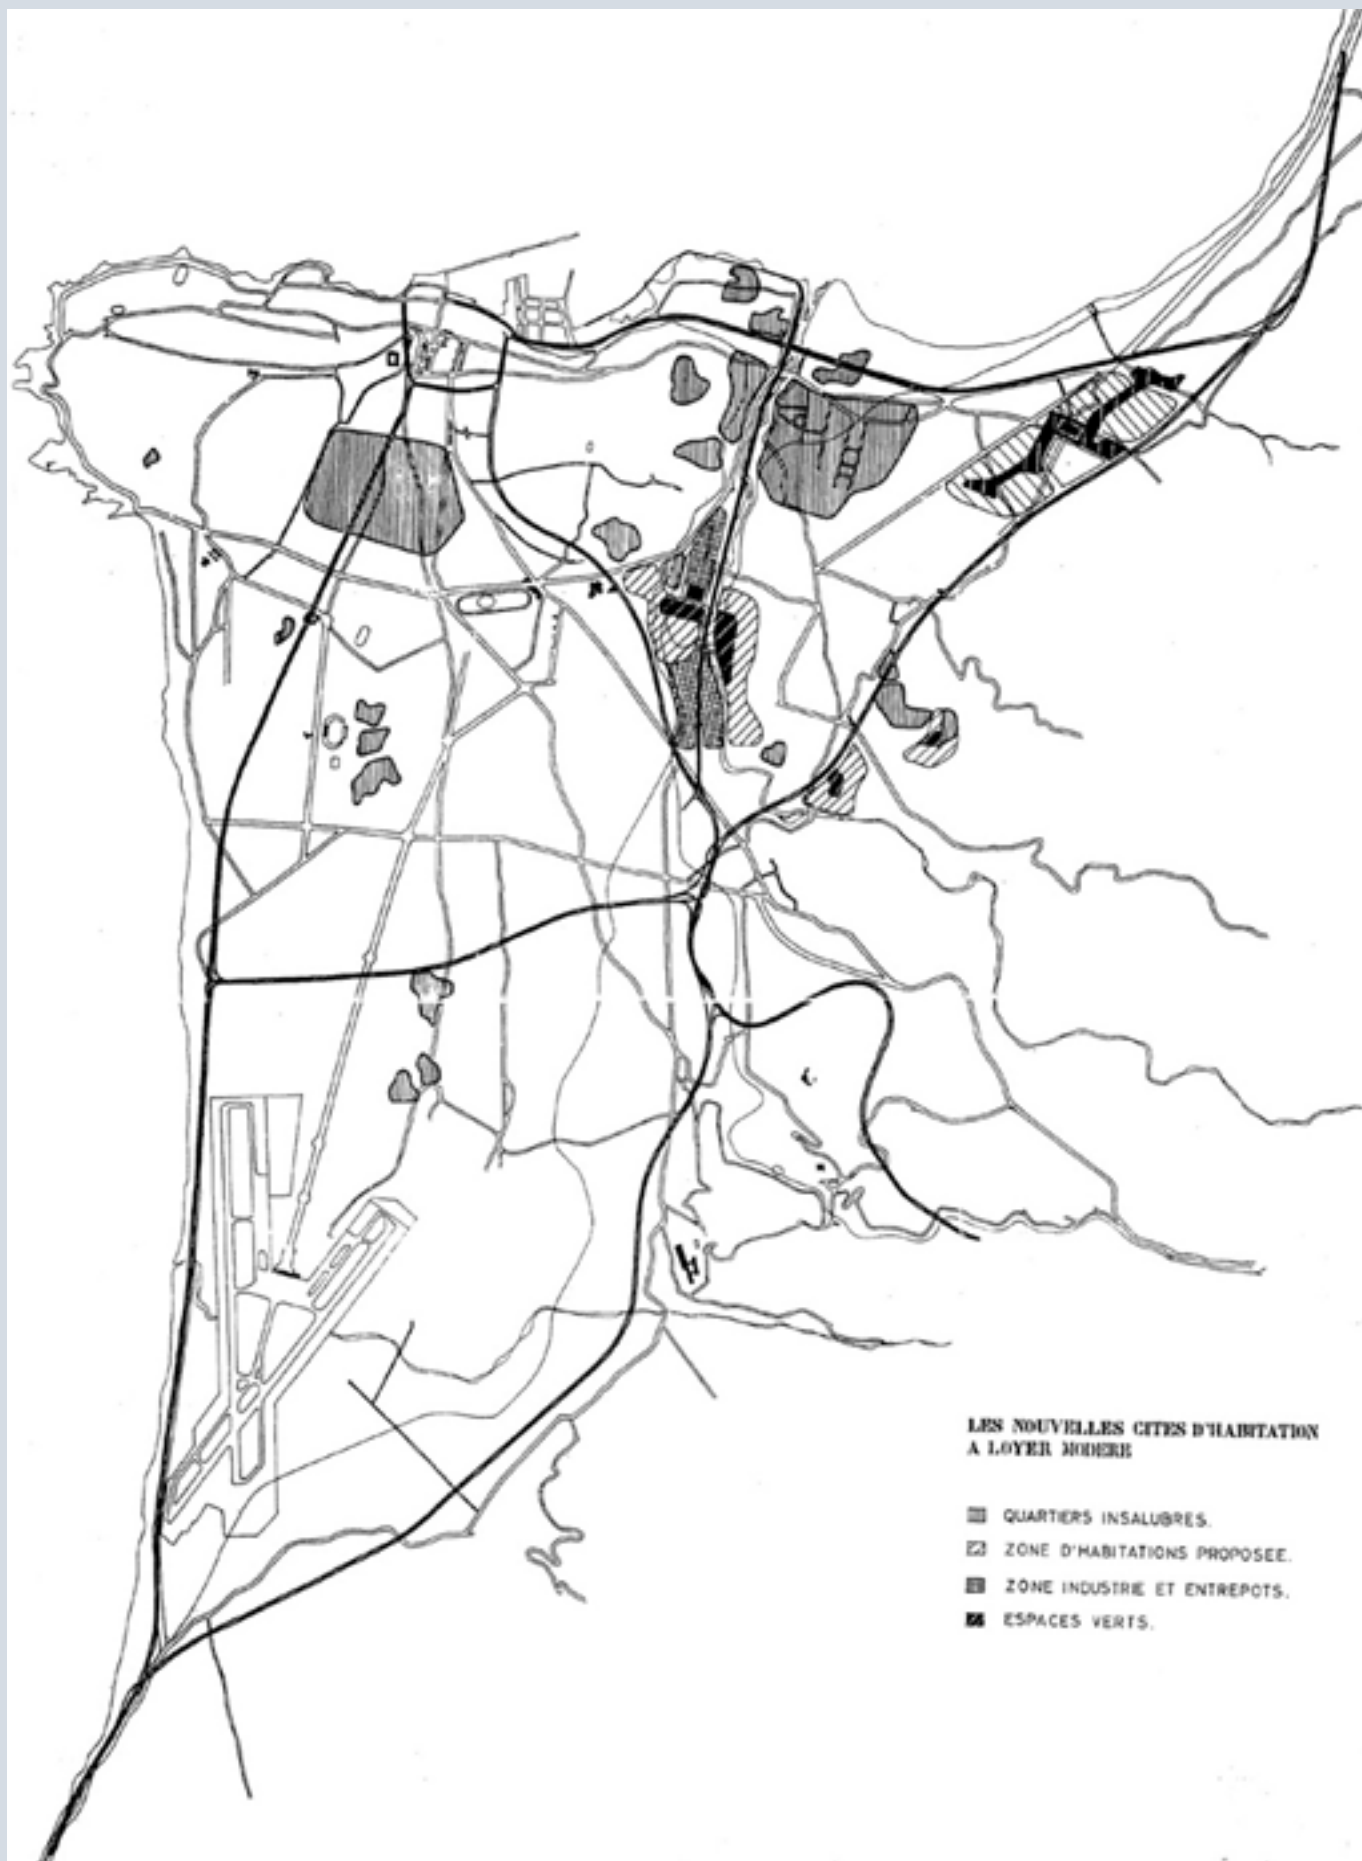 LES NOUVELLES CITES D'HABITATION
A LOYER MODERE
QUARTIERS INSALUBRES.
ZONE D'HABITATIONS PROPOSEE.
ZONE INDUSTRIE ET ENTREPOTS.
ESPACES VERTS.